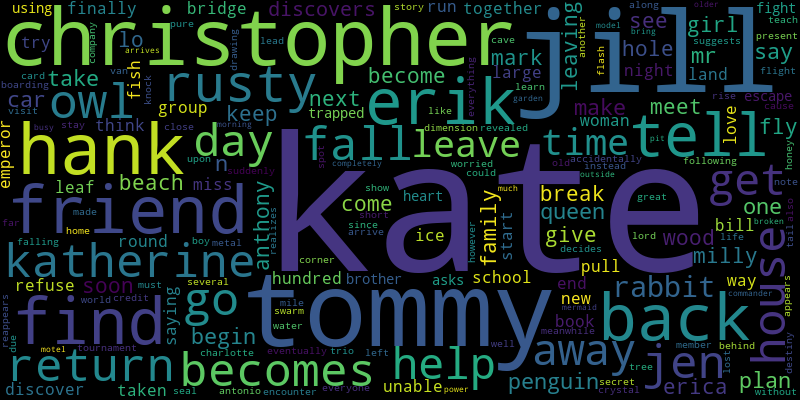 using finally bridge discovers run together see girl fight
christopher jill
company story older teach
try lo drawing pure lead arrives cave along bring present
fish mark large leaving another flash model suggests hole night mr land say flight
card van knock rusty become everything
boarding car take owl group keep next trapped erik like learn garden make meet rise escape cause
visit woman love fly
emperor hank think close day fall leave dimension revealed time tell pit honey
busy stay upon morning n spot completely worried could old accidentally instead outside following
leaf beach miss suddenly show heart much break great get due note
friend made round boy metal anthony come short since arrive ice family start queen give wood lord bill one tail also
far home falling katherine realizes corner however school decides milly life broken
kate
refuse soon several saying go hundred brother asks end pull new rabbit way house
find must world credit begin mile swarm water tommy book mermaid back commander appears
reappears motel tournament charlotte eventually trio left well meanwhile away member behind destiny
return becomes help penguin tree jen lost
discover taken seal antonio encounter everyone unable power secret crystal erica plan without